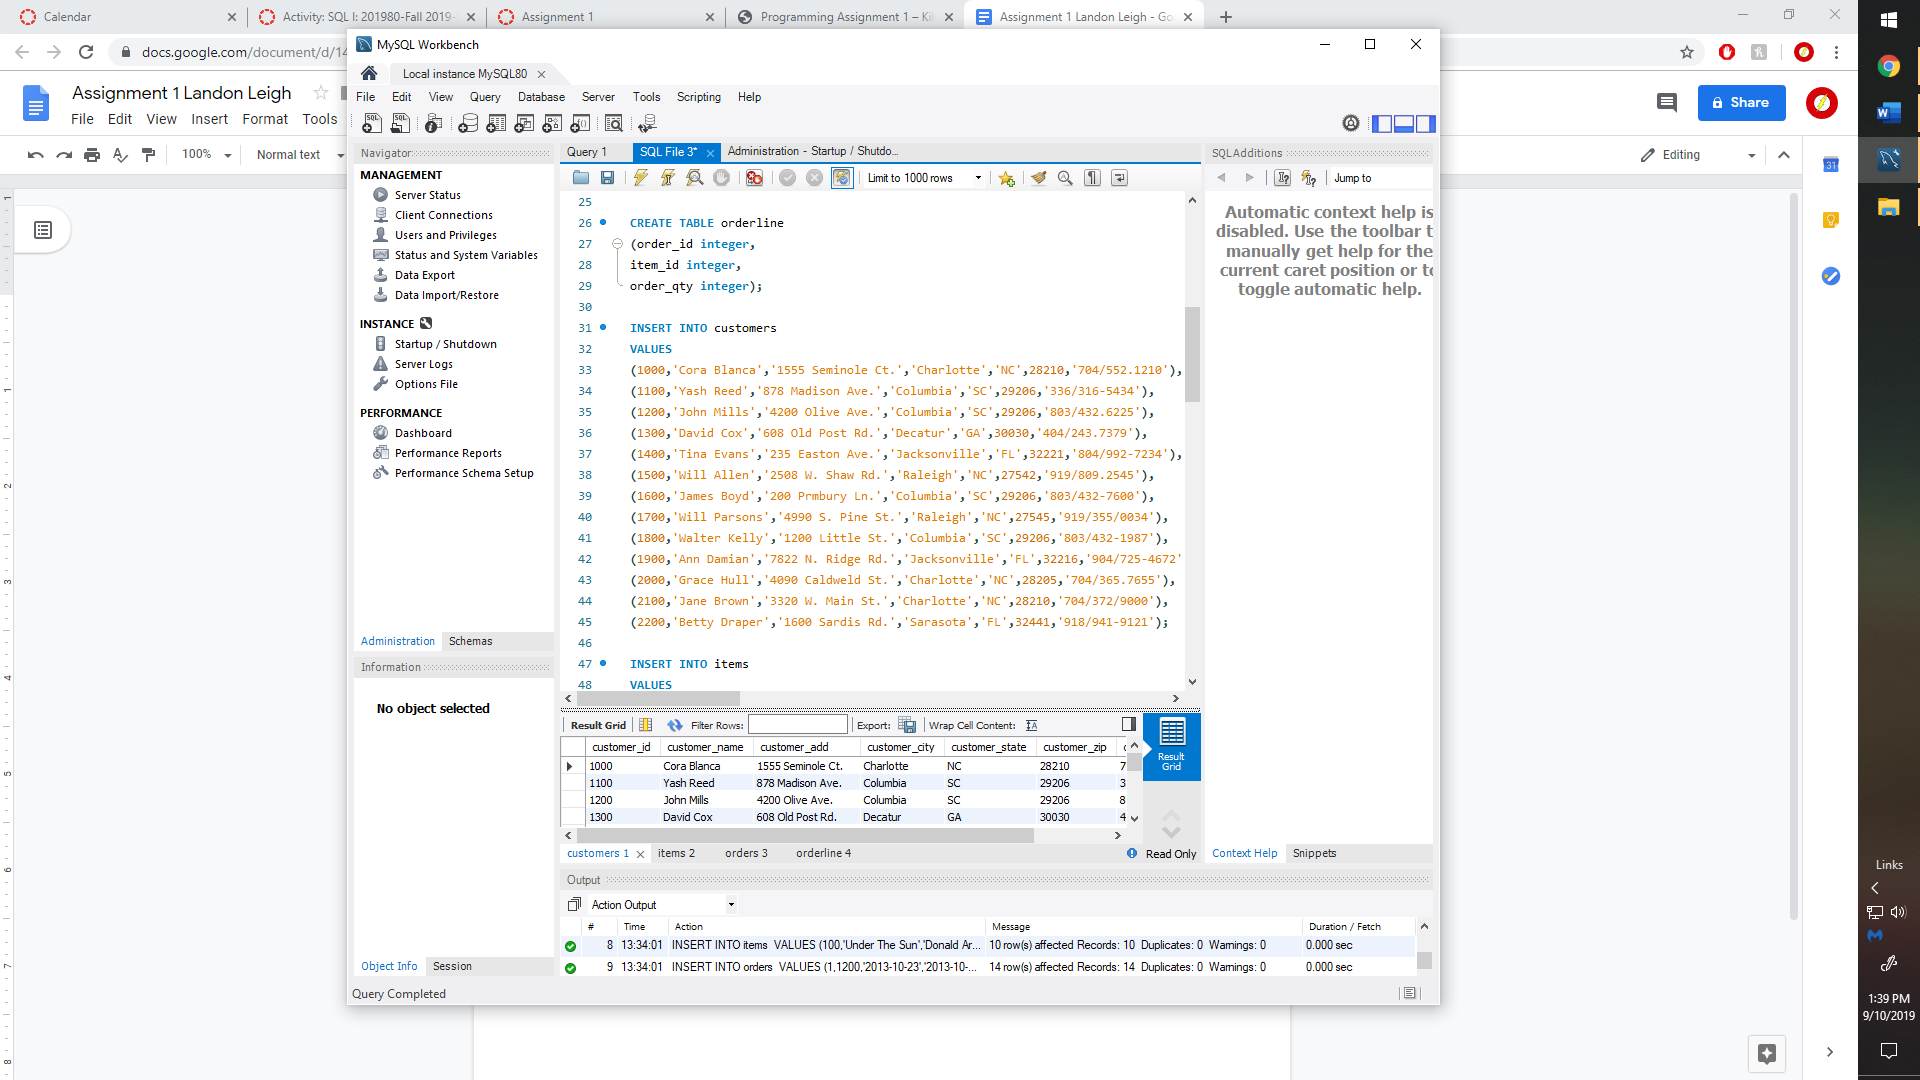 Calendar
Activity: SQL I: 201980-Fall 2019-
Assignment 1
Programming Assignment 1 – Kil
Assignment 1 Landon Leigh - Go
docs.google.com/document/d/14
Assignment 1 Landon Leigh
File Edit View Insert Format Tools
Share
100% Normal text
Editing
MySQL Workbench
Local instance MySQL80
File Edit View Query Database Server Tools Scripting Help
Navigator
MANAGEMENT
Server Status
Client Connections
Users and Privileges
Status and System Variables
Data Export
Data Import/Restore
INSTANCE
Startup / Shutdown
Server Logs
Options File
PERFORMANCE
Dashboard
Performance Reports
Performance Schema Setup
Administration Schemas
Information
No object selected
Object Info Session
Query Completed
Query 1 SQL File 3* Administration - Startup / Shutdo...
Limit to 1000 rows
25
26 CREATE TABLE orderline
27 (order_id integer,
28 item_id integer,
29 order_qty integer);
30
31 INSERT INTO customers
32 VALUES
33 (1000,'Cora Blanca','1555 Seminole Ct.','Charlotte','NC',28210,'704/552.1210'),
34 (1100,'Yash Reed','878 Madison Ave.','Columbia','SC',29206,'336/316-5434'),
35 (1200,'John Mills','4200 Olive Ave.','Columbia','SC',29206,'803/432.6225'),
36 (1300,'David Cox','608 Old Post Rd.','Decatur','GA',30030,'404/243.7379'),
37 (1400,'Tina Evans','235 Easton Ave.','Jacksonville','FL',32221,'804/992-7234'),
38 (1500,'Will Allen','2508 W. Shaw Rd.','Raleigh','NC',27542,'919/809.2545'),
39 (1600,'James Boyd','200 Prmbury Ln.','Columbia','SC',29206,'803/432-7600'),
40 (1700,'Will Parsons','4990 S. Pine St.','Raleigh','NC',27545,'919/355/0034'),
41 (1800,'Walter Kelly','1200 Little St.','Columbia','SC',29206,'803/432-1987'),
42 (1900,'Ann Damian','7822 N. Ridge Rd.','Jacksonville','FL',32216,'904/725-4672'
43 (2000,'Grace Hull','4090 Caldweld St.','Charlotte','NC',28205,'704/365.7655'),
44 (2100,'Jane Brown','3320 W. Main St.','Charlotte','NC',28210,'704/372/9000'),
45 (2200,'Betty Draper','1600 Sardis Rd.','Sarasota','FL',32441,'918/941-9121');
46
47 INSERT INTO items
48 VALUES
Result Grid Filter Rows: Export: Wrap Cell Content:
customer_id customer_name customer_add customer_city customer_state customer_zip c
1000 Cora Blanca 1555 Seminole Ct. Charlotte NC 28210 7
1100 Yash Reed 878 Madison Ave. Columbia SC 29206 3
1200 John Mills 4200 Olive Ave. Columbia SC 29206 8
1300 David Cox 608 Old Post Rd. Decatur GA 30030 4
Result
Grid
customers 1 items 2 orders 3 orderline 4 Read Only
Output
Action Output
# Time Action Message Duration / Fetch
8 13:34:01 INSERT INTO items VALUES (100,'Under The Sun','Donald Ar... 10 row(s) affected Records: 10 Duplicates: 0 Warnings: 0 0.000 sec
9 13:34:01 INSERT INTO orders VALUES (1,1200,'2013-10-23','2013-10-... 14 row(s) affected Records: 14 Duplicates: 0 Warnings: 0 0.000 sec
SQLAdditions
Jump to
Automatic context help is
disabled. Use the toolbar t
manually get help for the
current caret position or to
toggle automatic help.
Context Help Snippets
31
Links
1:39 PM
9/10/2019